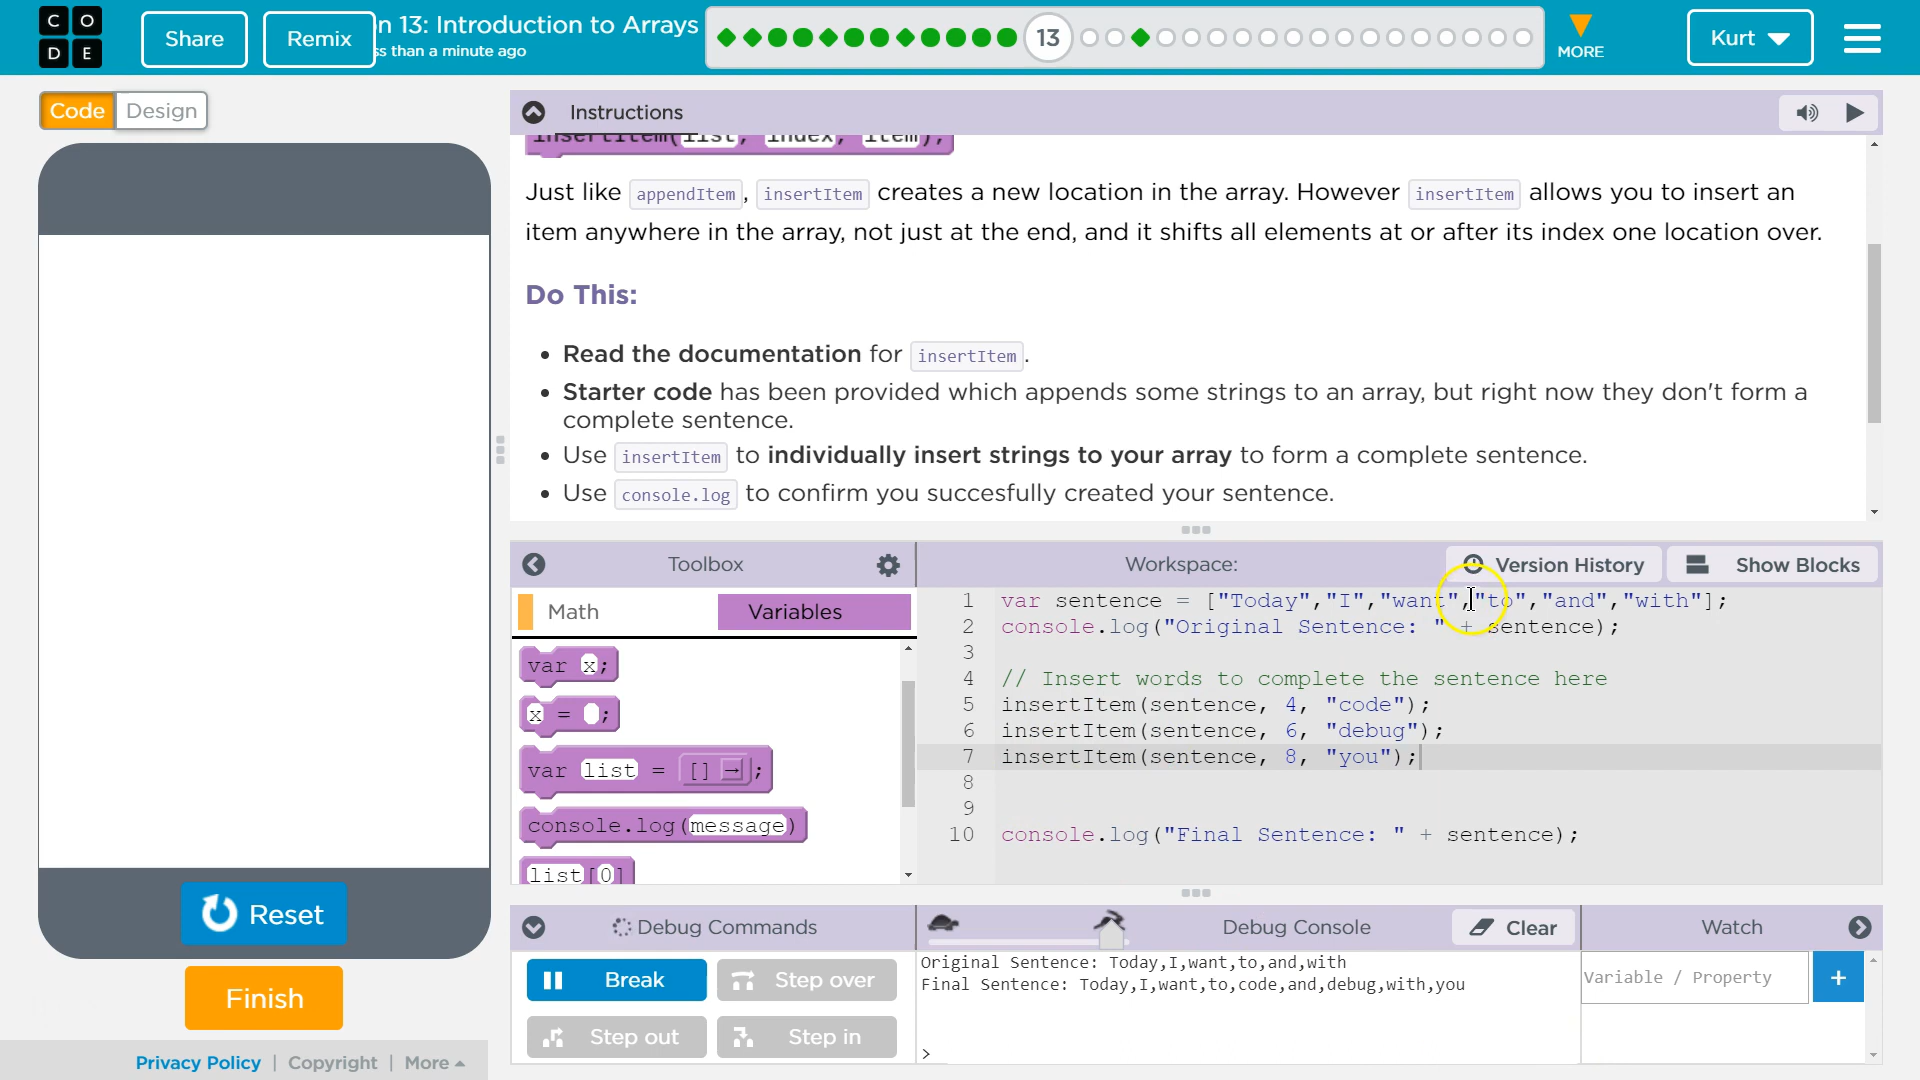 C O
D E
Share
Remix
n 13: Introduction to Arrays
ss than a minute ago
13
MORE
Kurt
Code
Design
Instructions
insertItem(list, index, item);
Just like appendItem, insertItem creates a new location in the array. However insertItem allows you to insert an
item anywhere in the array, not just at the end, and it shifts all elements at or after its index one location over.
Do This:
Read the documentation for insertItem.
Starter code has been provided which appends some strings to an array, but right now they don't form a
complete sentence.
Use insertItem to individually insert strings to your array to form a complete sentence.
Use console.log to confirm you succesfully created your sentence.
Toolbox
Workspace:
Version History
Show Blocks
Math
Variables
var x;
x = ;
var list = [] → ;
console.log(message)
list[0]
1 var sentence = ["Today","I","want","to","and","with"];
2 console.log("Original Sentence: " + sentence);
3
4 // Insert words to complete the sentence here
5 insertItem(sentence, 4, "code");
6 insertItem(sentence, 6, "debug");
7 insertItem(sentence, 8, "you");
8
9
10 console.log("Final Sentence: " + sentence);
Reset
Finish
Debug Commands
Debug Console
Clear
Watch
Break
Step over
Step out
Step in
Original Sentence: Today,I,want,to,and,with
Final Sentence: Today,I,want,to,code,and,debug,with,you
>
Variable / Property
+
Privacy Policy | Copyright | More